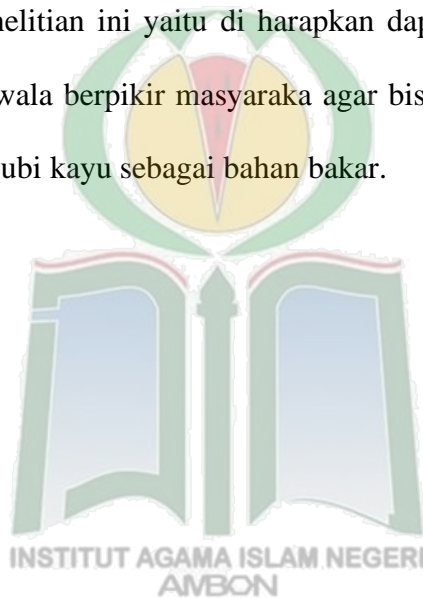 nelitian ini yaitu di harapkan dap
wala berpikir masyaraka agar bis
ubi kayu sebagai bahan bakar.
INSTITUT AGAMA ISLAM NEGERI
AMBON